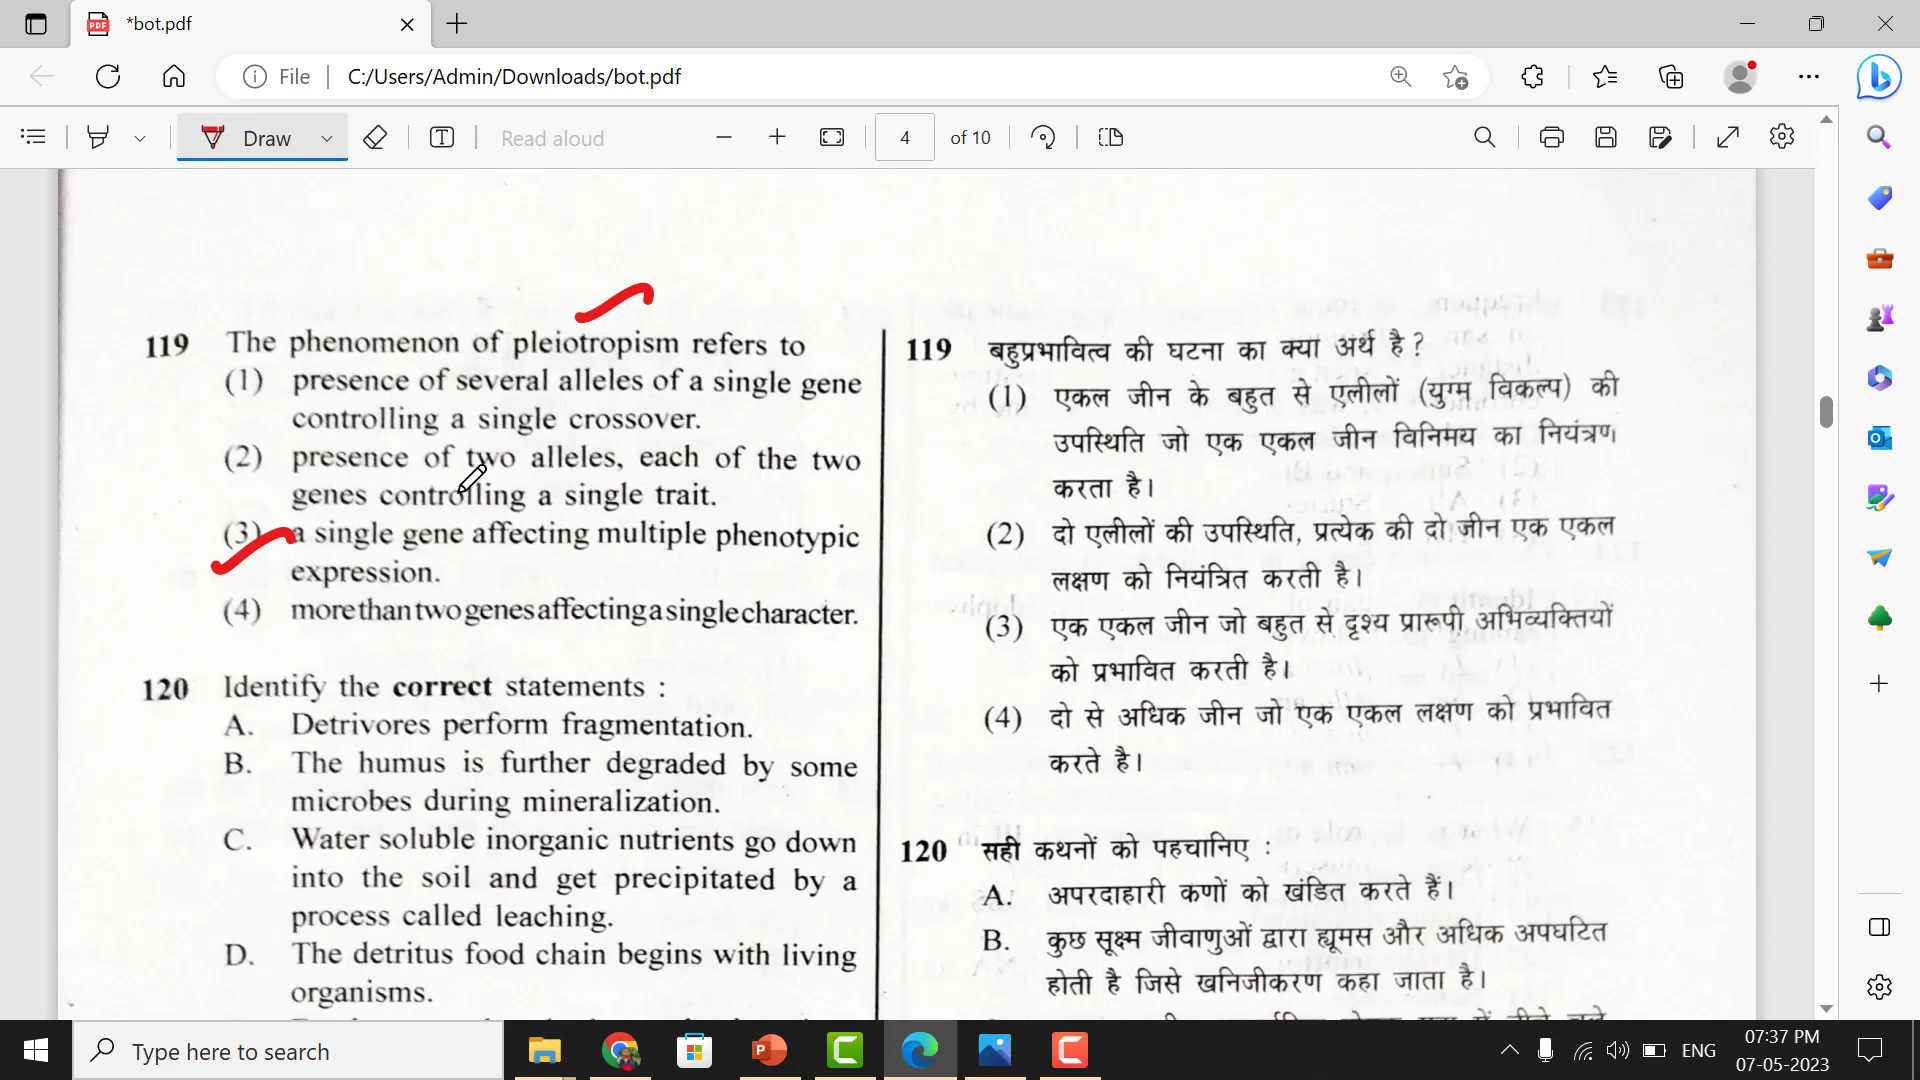 *bot.pdf
File
C:/Users/Admin/Downloads/bot.pdf
Draw
Read aloud
4
of 10
119 The phenomenon of pleiotropism refers to
(1) presence of several alleles of a single gene
controlling a single crossover.
(2) presence of two alleles, each of the two
genes controlling a single trait.
(3) a single gene affecting multiple phenotypic
expression.
(4) more than two genes affecting a single character.
120 Identify the correct statements :
A. Detrivores perform fragmentation.
B. The humus is further degraded by some
microbes during mineralization.
C. Water soluble inorganic nutrients go down
into the soil and get precipitated by a
process called leaching.
D. The detritus food chain begins with living
organisms.
119 बहुप्रभावित्व की घटना का क्या अर्थ है ?
(1) एकल जीन के बहुत से एलीलों (युग्म विकल्प) की
उपस्थिति जो एक एकल जीन विनिमय का नियंत्रण
करता है।
(2) दो एलीलों की उपस्थिति, प्रत्येक की दो जीन एक एकल
लक्षण को नियंत्रित करती है।
(3) एक एकल जीन जो बहुत से दृश्य प्रारूपी अभिव्यक्तियों
को प्रभावित करती है।
(4) दो से अधिक जीन जो एक एकल लक्षण को प्रभावित
करते है।
120 सही कथनों को पहचानिए :
A. अपरदाहारी कणों को खंडित करते हैं।
B. कुछ सूक्ष्म जीवाणुओं द्वारा ह्यूमस और अधिक अपघटित
होती है जिसे खनिजीकरण कहा जाता है।
Type here to search
ENG
07:37 PM
07-05-2023